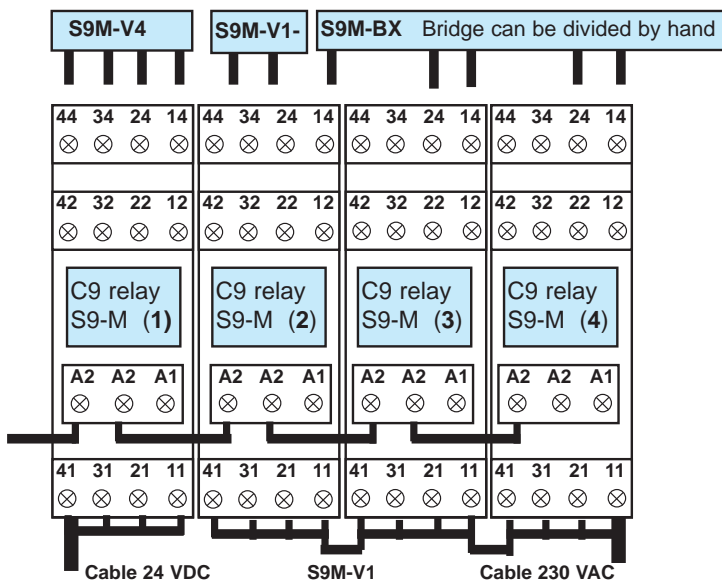 S9M-V4 S9M-V1- S9M-BX Bridge can be divided by hand
44 34 24 14 44 34 24 14 44 34 24 14 44 34 24 14
42 32 22 12 42 32 22 12 42 32 22 12 42 32 22 12
C9 relay C9 relay C9 relay C9 relay
S9-M (1) S9-M (2) S9-M (3) S9-M (4)
A2 A2 A1 A2 A2 A1 A2 A2 A1 A2 A2 A1
41 31 21 11 41 31 21 11 41 31 21 11 41 31 21 11
Cable 24 VDC S9M-V1 Cable 230 VAC